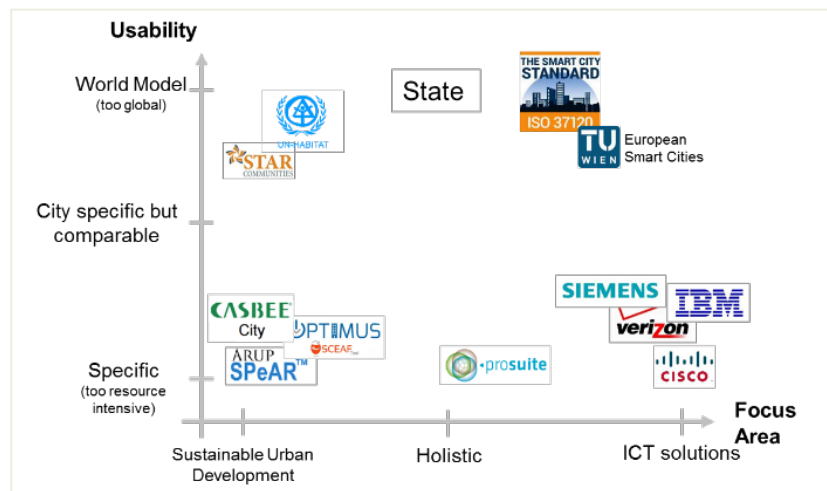 Usability
World Model
(too global)
State
THE SMART CITY
STANDARD
ISO 37120
UN-HABITAT
STAR
COMMUNITIES
TU
WIEN
European
Smart Cities
City specific but
comparable
SIEMENS
IBM
verizon
CASBEE®
City
OPTIMUS
SCEAF Tool
ARUP
SPeAR™
prosuite
CISCO
Specific
(too resource
intensive)
Focus
Area
Sustainable Urban
Development
Holistic
ICT solutions